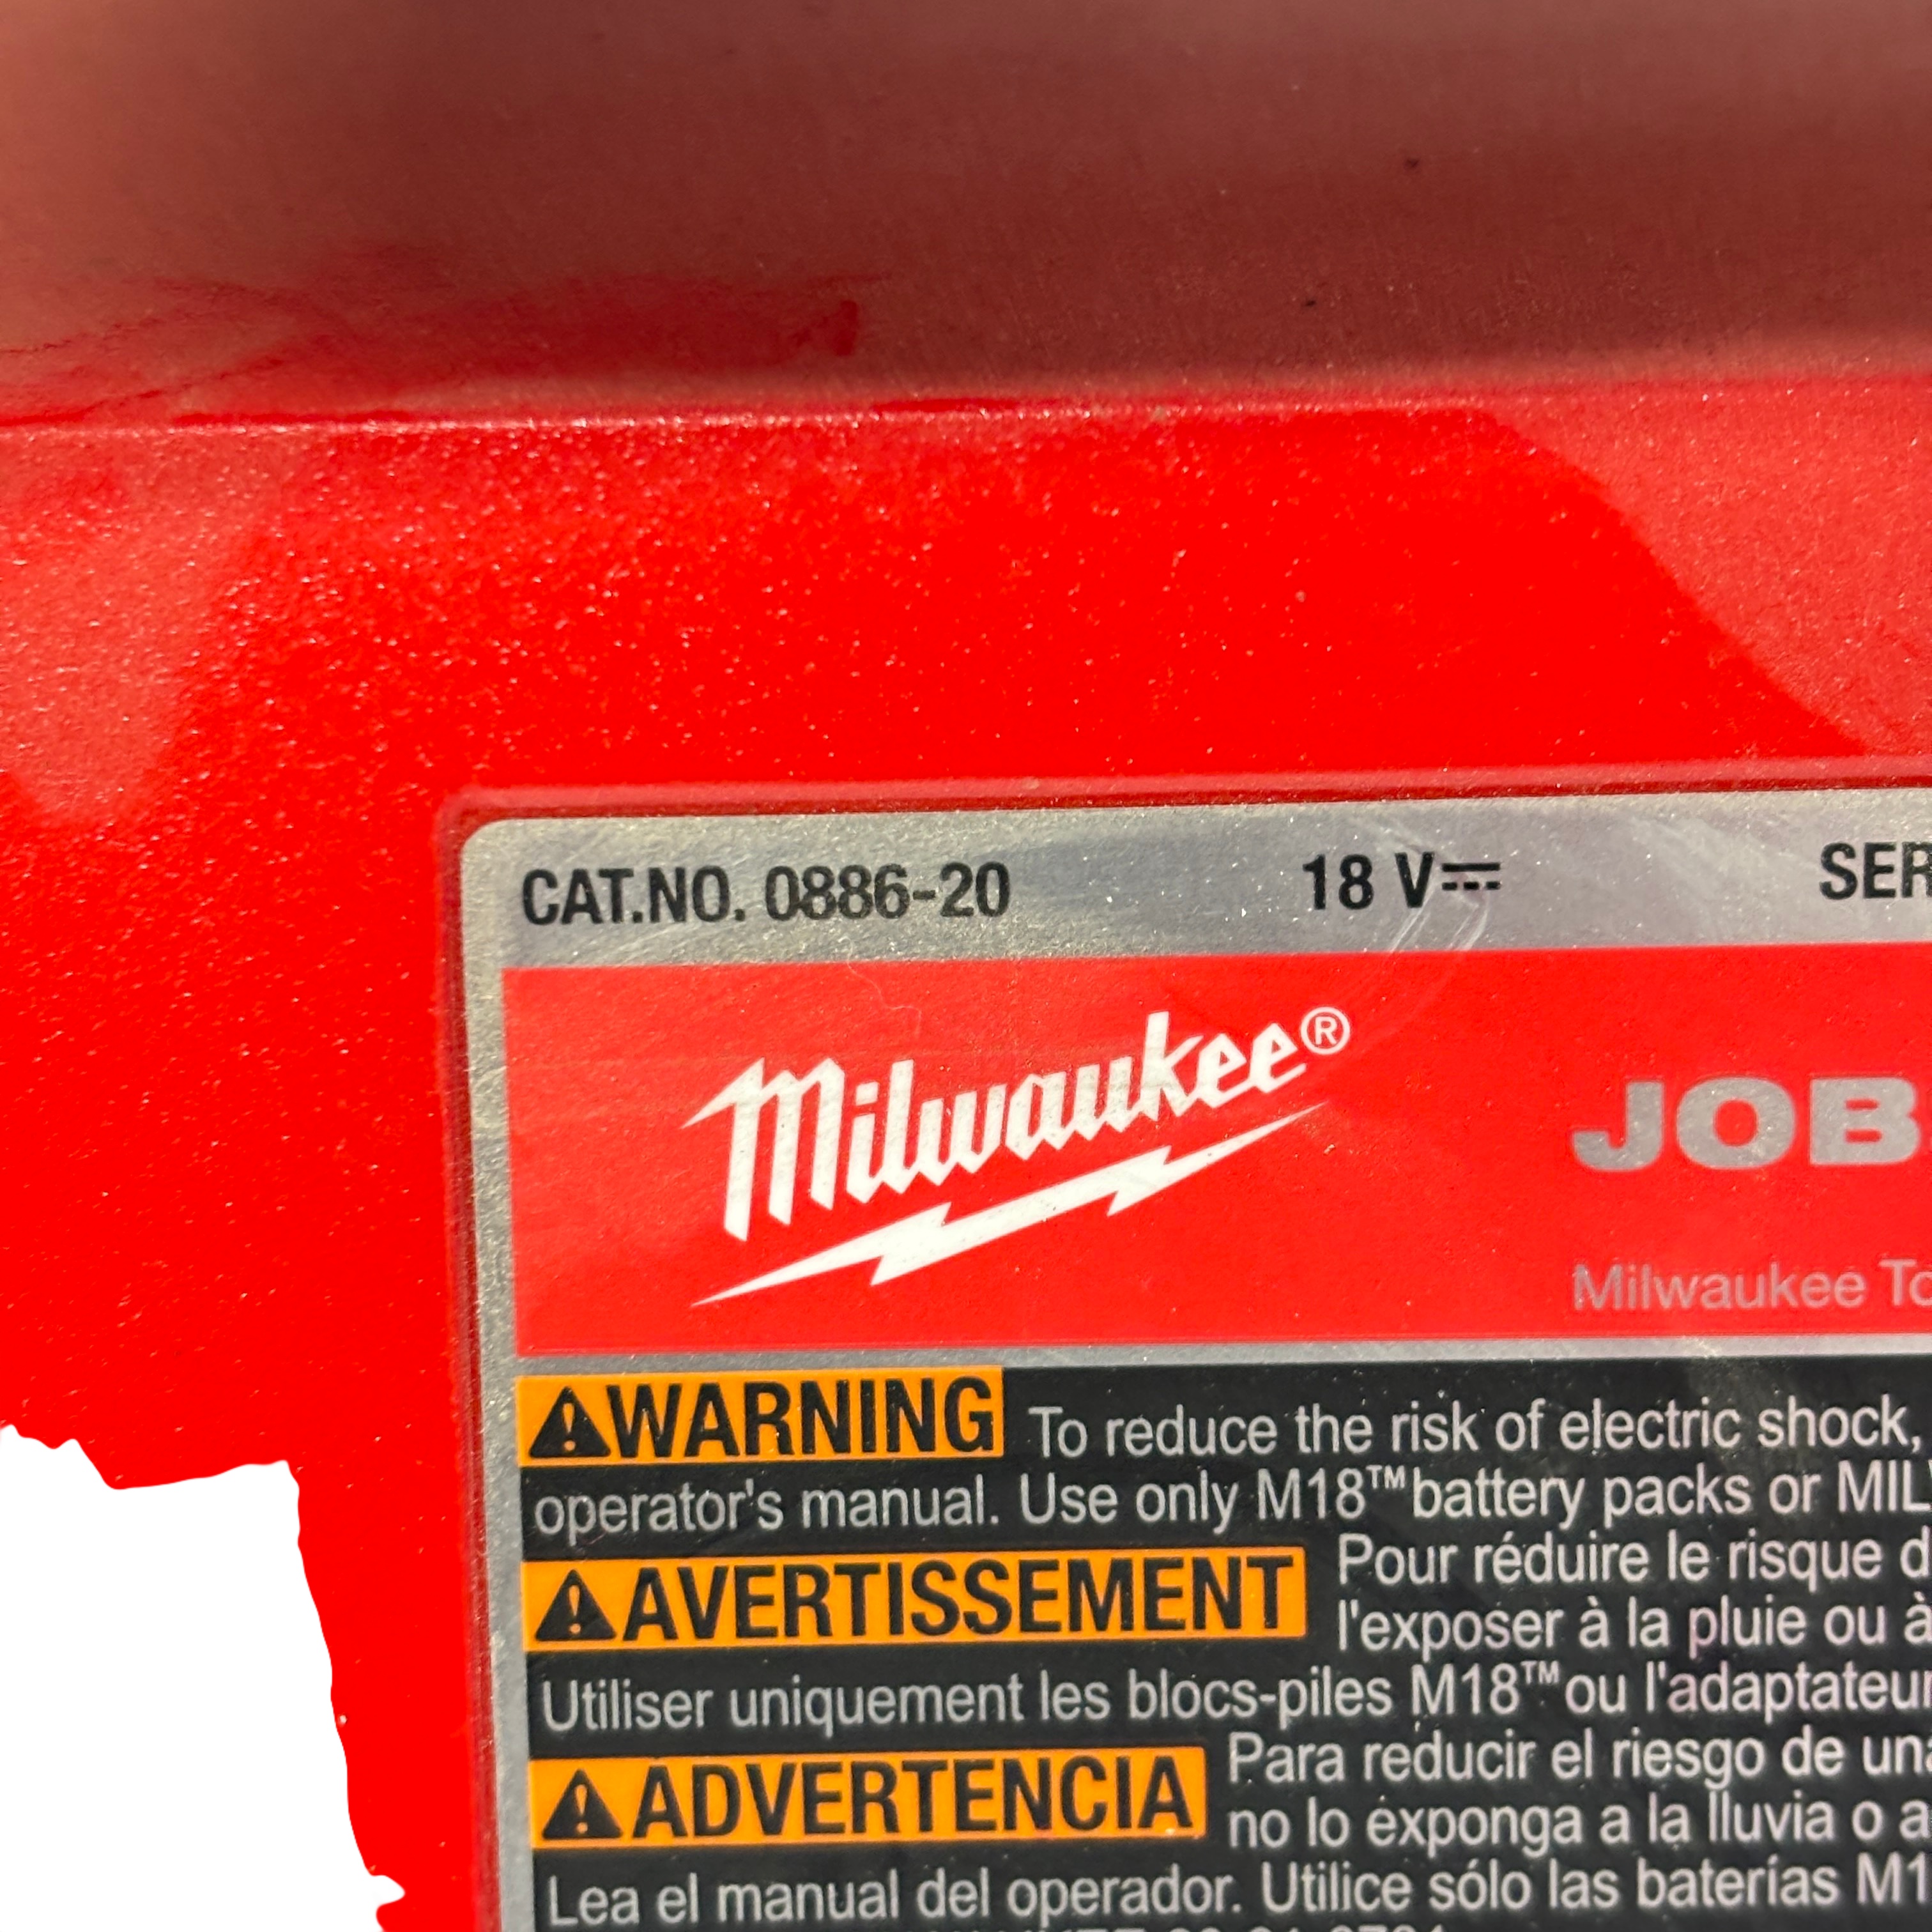 CAT.NO. 0886-20 18 V⎓ SER
Milwaukee®
JOB
Milwaukee To
⚠WARNING To reduce the risk of electric shock,
operator's manual. Use only M18™ battery packs or MIL
⚠AVERTISSEMENT Pour réduire le risque d
l'exposer à la pluie ou à
Utiliser uniquement les blocs-piles M18™ ou l'adaptateur
⚠ADVERTENCIA Para reducir el riesgo de una
no lo exponga a la lluvia o a
Lea el manual del operador. Utilice sólo las baterías M1